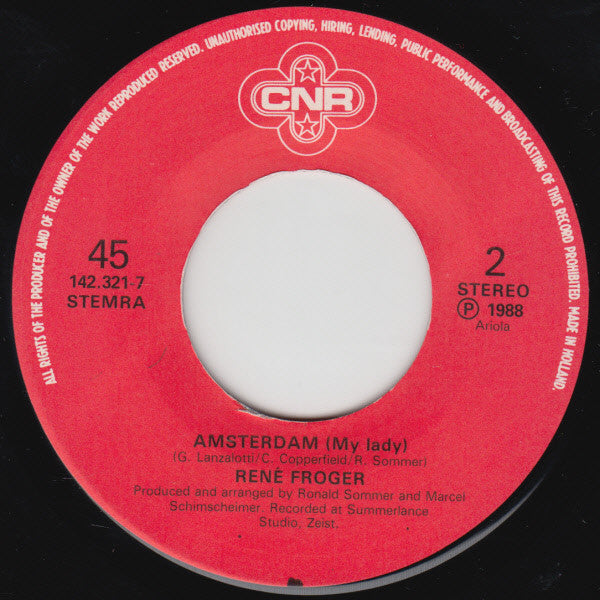 ALL RIGHTS OF THE PRODUCER AND OF THE OWNER OF THE WORK REPRODUCED RESERVED. UNAUTHORISED COPYING, HIRING, LENDING, PUBLIC PERFORMANCE AND BROADCASTING OF THIS RECORD PROHIBITED. MADE IN HOLLAND.
CNR
45
142.321-7
STEMRA
2
STEREO
Ⓟ 1988
Ariola
AMSTERDAM (My lady)
(G. Lanzalotti/C. Copperfield, R. Sommer)
RENÉ FROGER
Produced and arranged by Ronald Sommer and Marcel
Schimscheimer. Recorded at Summerlance
Studio, Zeist.